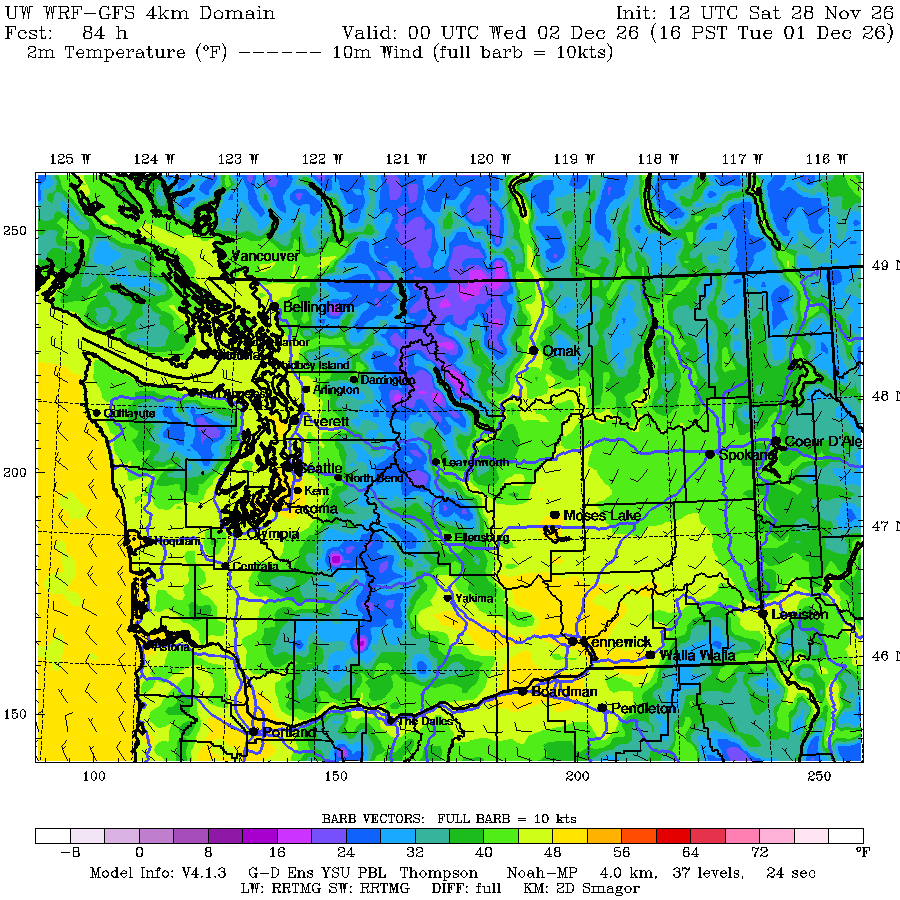 UW WRF-GFS 4km Domain Init: 12 UTC Sat 28 Nov 26
Fcst: 84 h Valid: 00 UTC Wed 02 Dec 26 (16 PST Tue 01 Dec 26)
2m Temperature (°F) ------ 10m Wind (full barb = 10kts)
125 W 124 W 123 W 122 W 121 W 120 W 119 W 118 W 117 W 116 W
250
Vancouver
49 N
Bellingham
Omak
Whidbey Island
Darrington
Arlington
48 N
Quillayute
Everett
Coeur D'Ale
Spokane
Leavenworth
200
Seattle
North Bend
Kent
Tacoma
Moses Lake
47 N
Olympia
Ellensburg
Hoquiam
Centralia
Yakima
Lewiston
Kennewick
46 N
Astoria
Walla Walla
Boardman
Pendleton
150
The Dalles
Portland
100 150 200 250
BARB VECTORS: FULL BARB = 10 kts
-8 0 8 16 24 32 40 48 56 64 72 °F
Model Info: V4.1.3 G-D Ens YSU PBL Thompson Noah-MP 4.0 km, 37 levels, 24 sec
LW: RRTMG SW: RRTMG DIFF: full KM: 2D Smagor